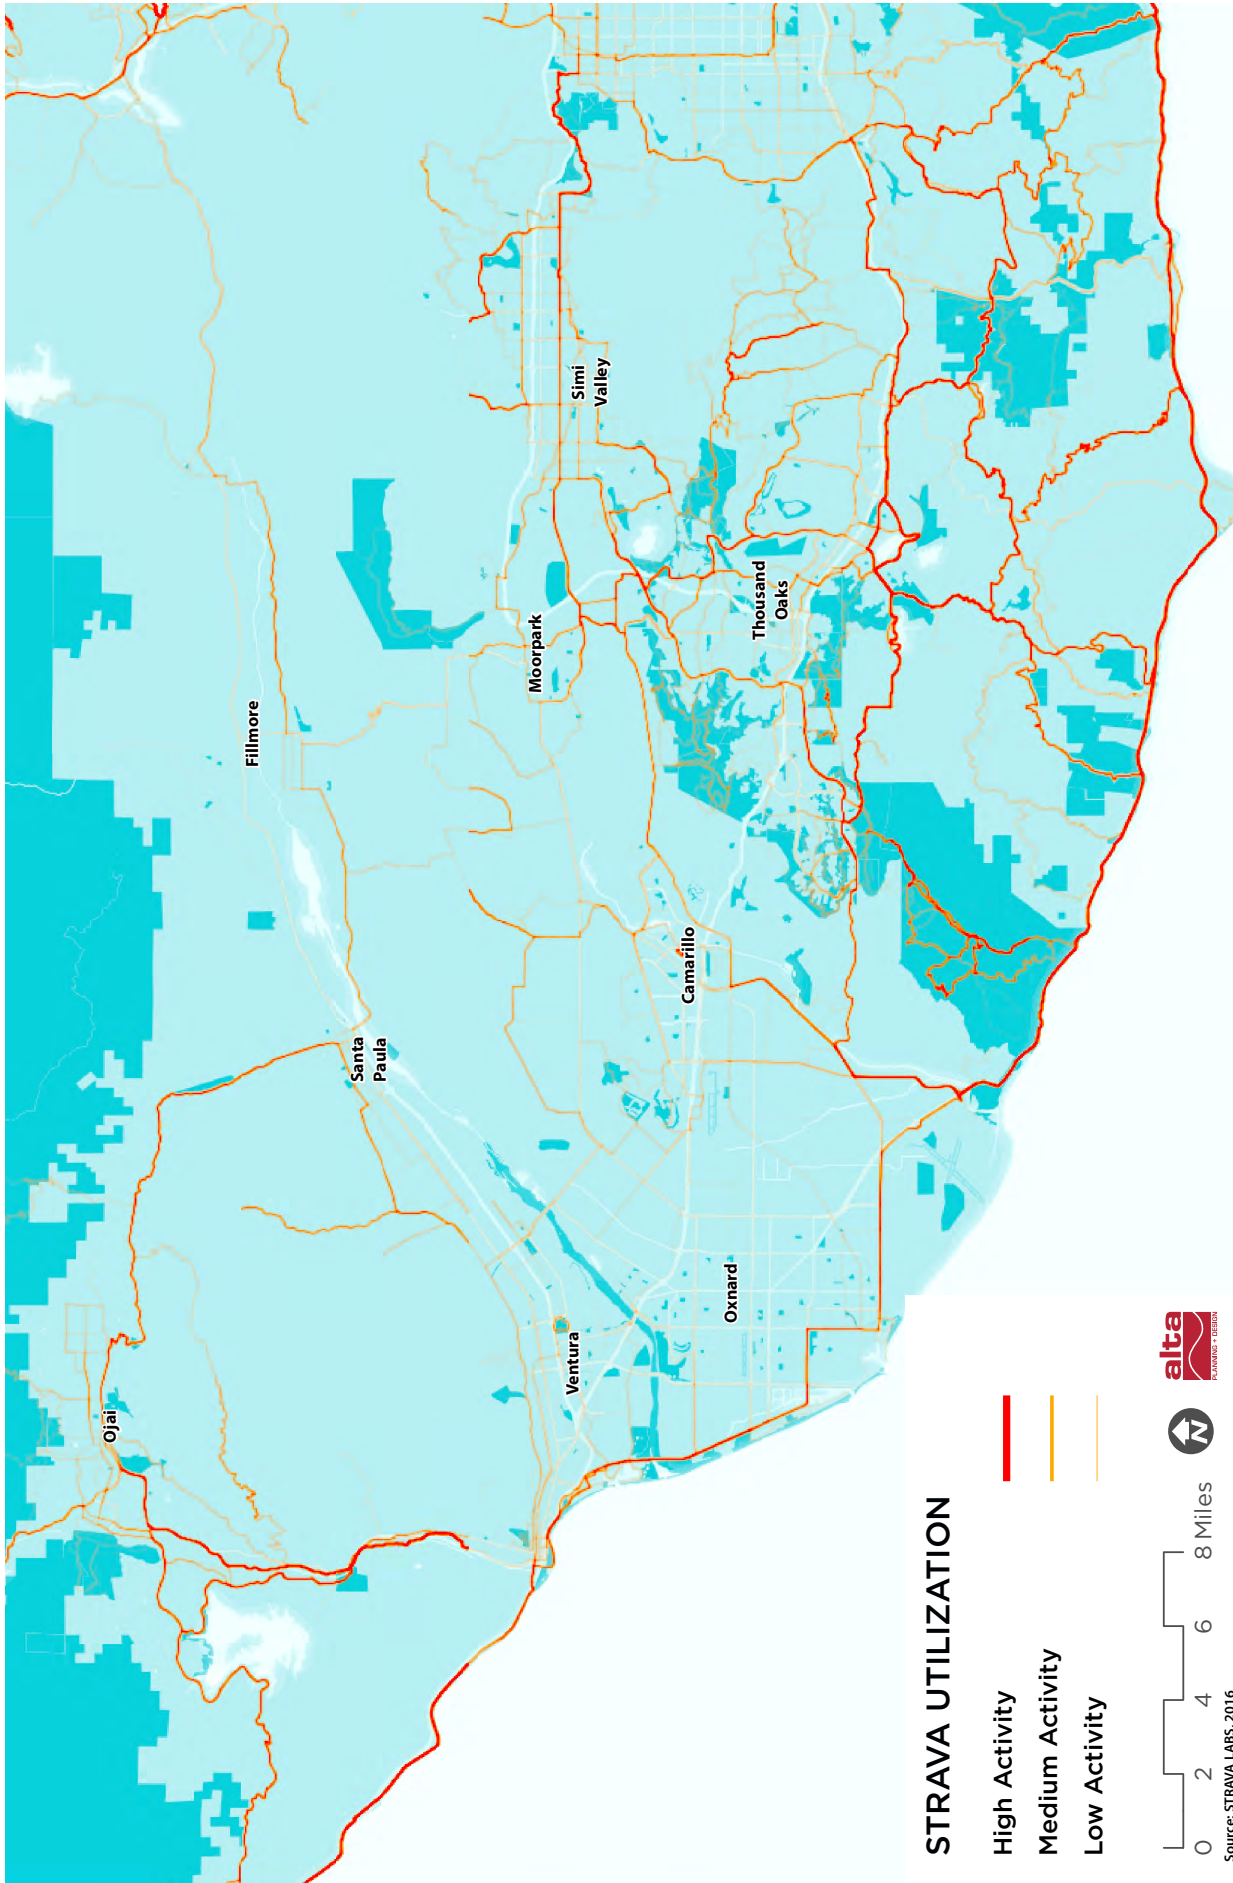 Ojai
Ventura
Oxnard
Santa
Paula
Camarillo
Fillmore
Moorpark
Thousand
Oaks
Simi
Valley
STRAVA UTILIZATION
High Activity
Medium Activity
Low Activity
0 2 4 6 8 Miles
N
alta
PLANNING + DESIGN
Source: STRAVA LABS, 2016